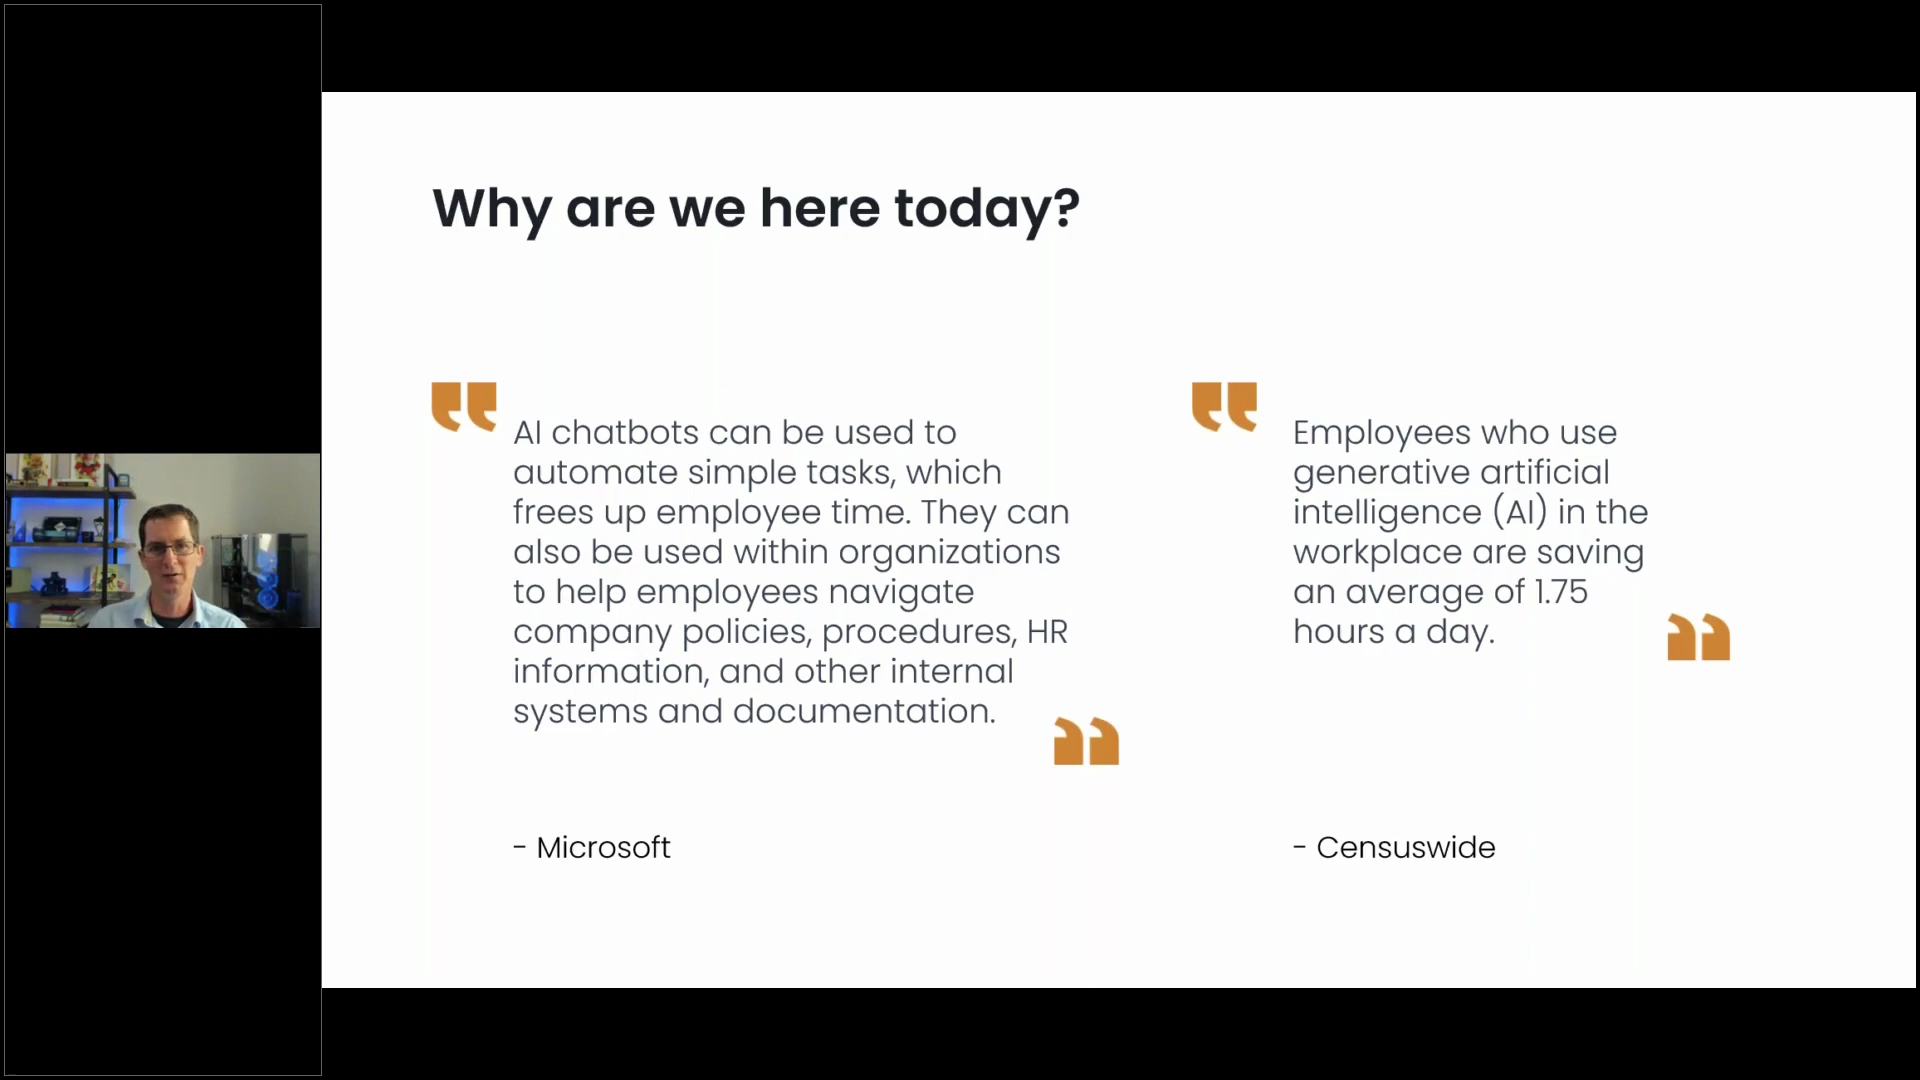 Why are we here today?
AI chatbots can be used to
automate simple tasks, which
frees up employee time. They can
also be used within organizations
to help employees navigate
company policies, procedures, HR
information, and other internal
systems and documentation.
- Microsoft
Employees who use
generative artificial
intelligence (AI) in the
workplace are saving
an average of 1.75
hours a day.
- Censuswide